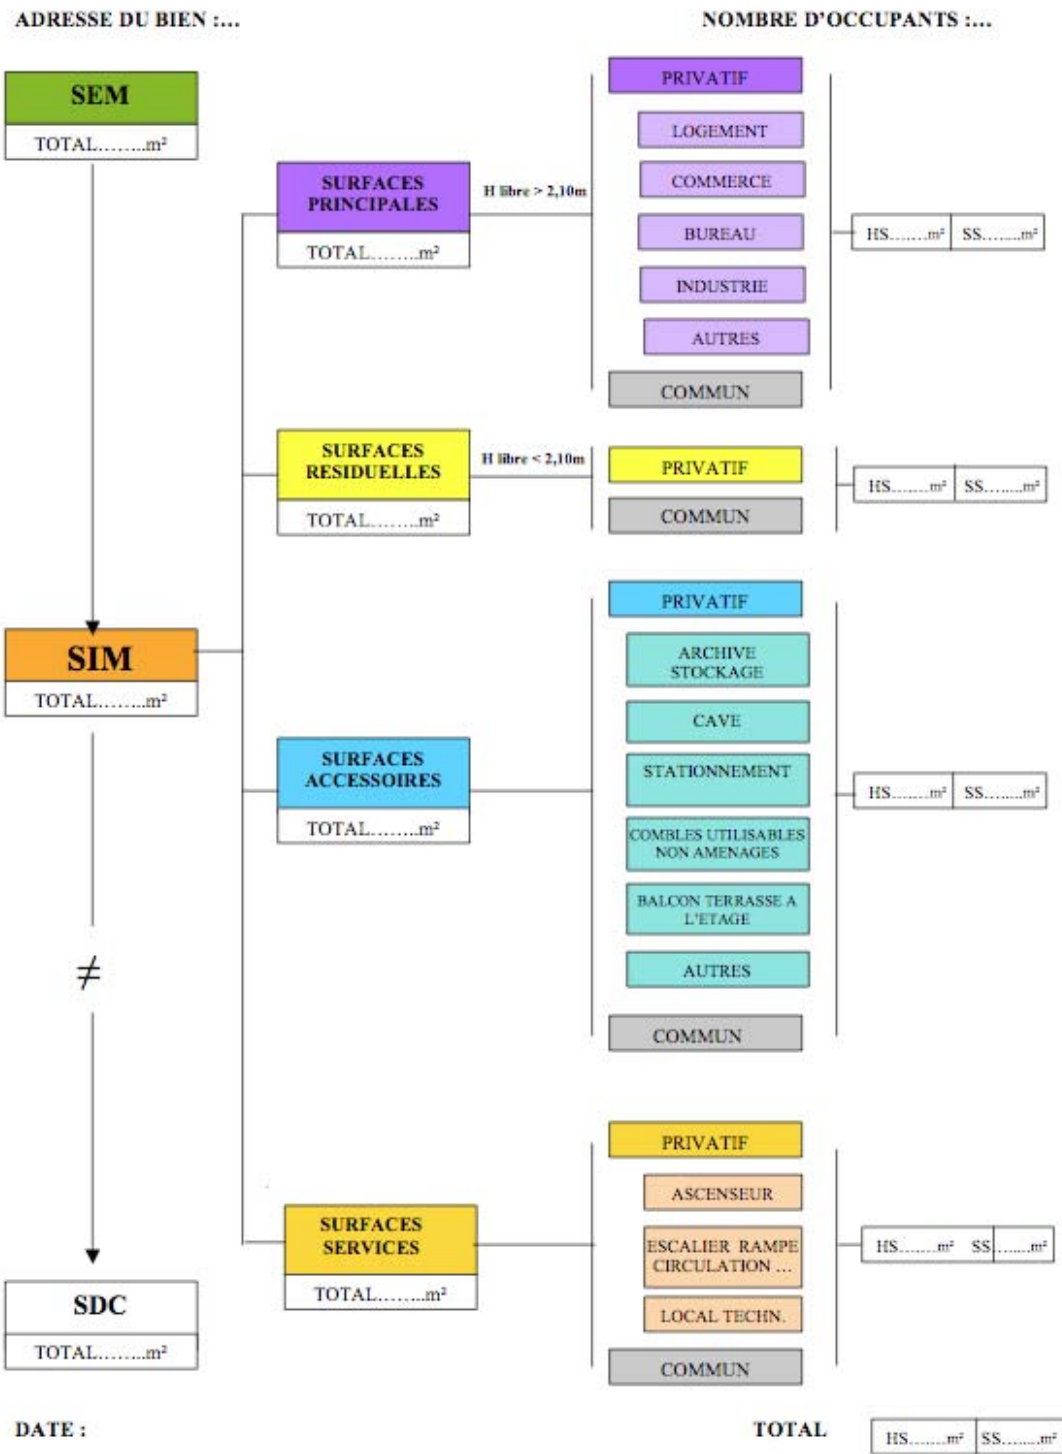 ADRESSE DU BIEN :...
NOMBRE D'OCCUPANTS :...
SEM
TOTAL........m²
SURFACES
PRINCIPALES
TOTAL........m²
H libre > 2,10m
PRIVATIF
LOGEMENT
COMMERCE
BUREAU
INDUSTRIE
AUTRES
COMMUN
HS........m² SS........m²
SURFACES
RESIDUELLES
TOTAL........m²
H libre < 2,10m
PRIVATIF
COMMUN
HS........m² SS........m²
SIM
TOTAL........m²
SURFACES
ACCESSOIRES
TOTAL........m²
PRIVATIF
ARCHIVE
STOCKAGE
CAVE
STATIONNEMENT
COMBLES UTILISABLES
NON AMENAGES
BALCON TERRASSE A
L'ETAGE
AUTRES
COMMUN
HS........m² SS........m²
≠
SURFACES
SERVICES
TOTAL........m²
PRIVATIF
ASCENSEUR
ESCALIER RAMPE
CIRCULATION ...
LOCAL TECHN.
COMMUN
HS........m² SS........m²
SDC
TOTAL........m²
DATE :
TOTAL
HS........m² SS........m²